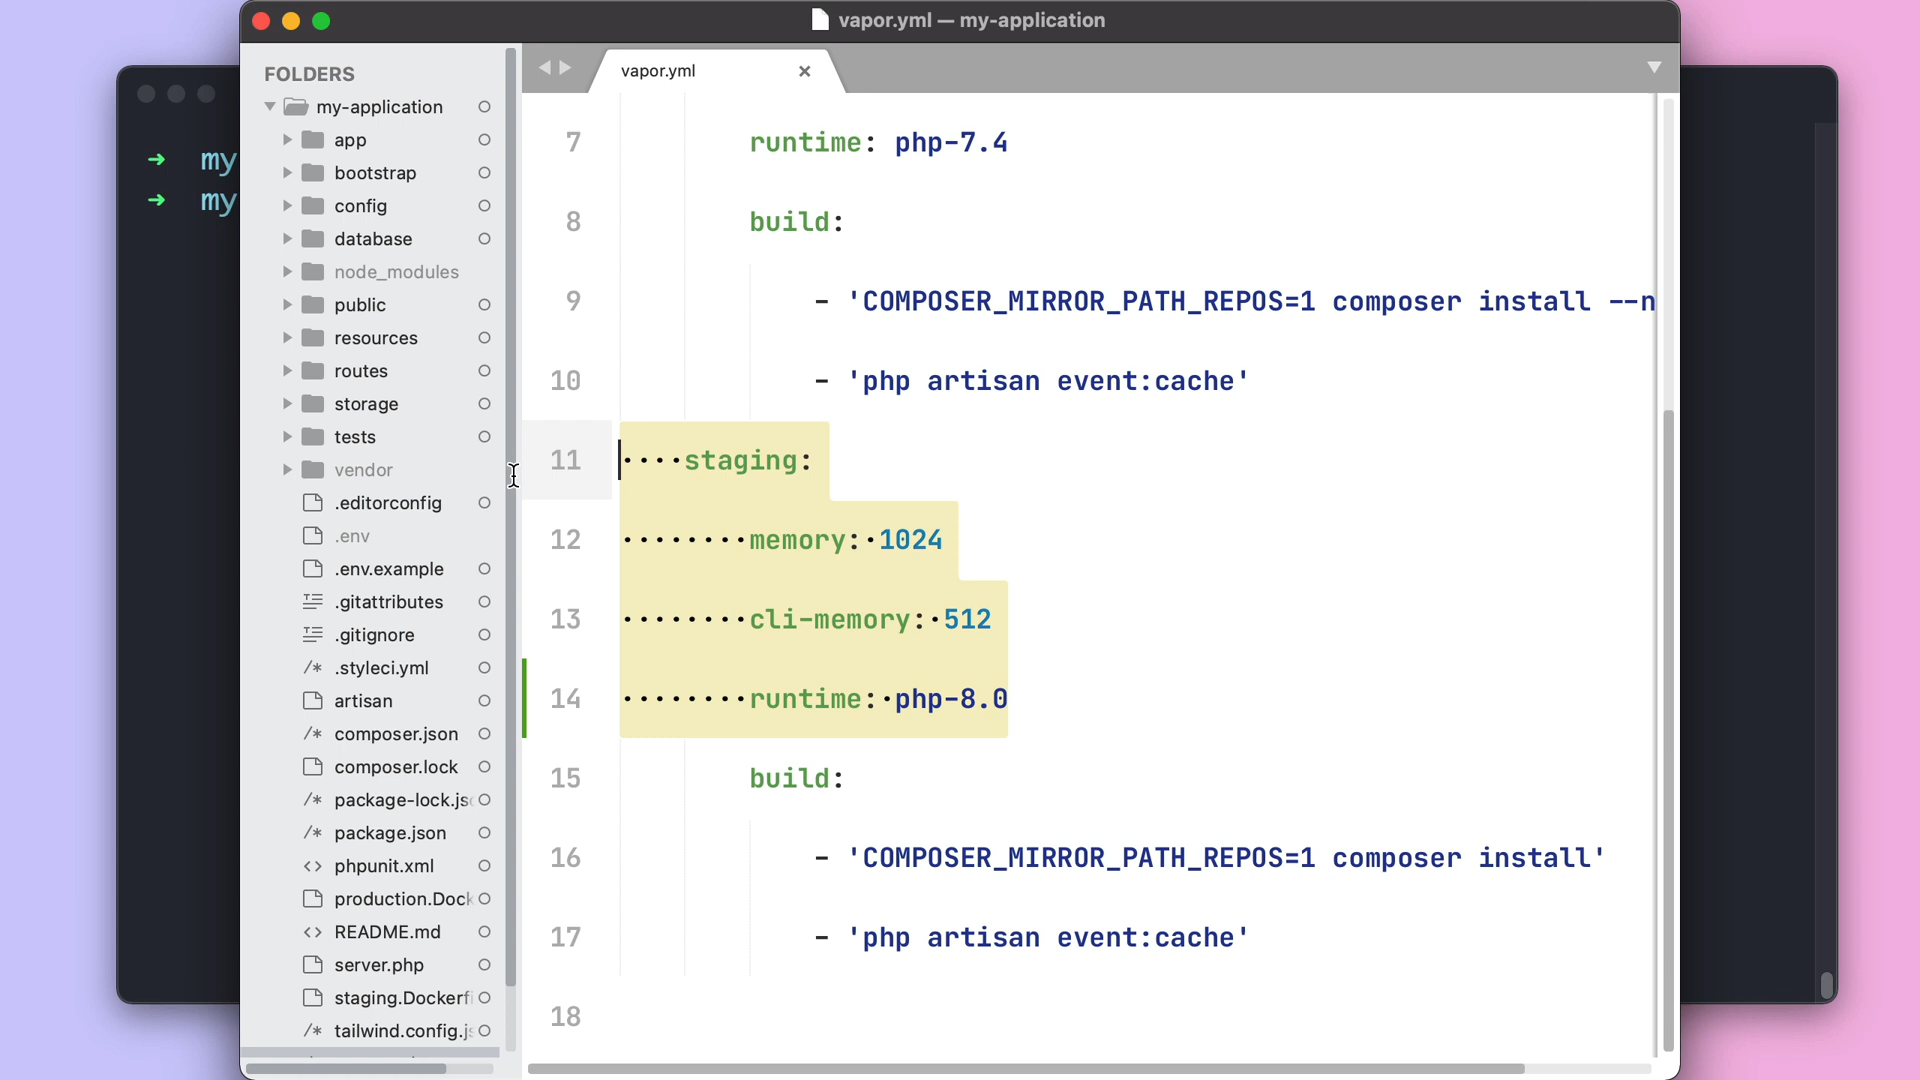 vapor.yml — my-application
FOLDERS
my-application
app
bootstrap
config
database
node_modules
public
resources
routes
storage
tests
vendor
.editorconfig
.env
.env.example
.gitattributes
.gitignore
.styleci.yml
artisan
composer.json
composer.lock
package-lock.js
package.json
phpunit.xml
production.Dock
README.md
server.php
staging.Dockerfi
tailwind.config.js
my
my
vapor.yml
7 runtime: php-7.4
8 build:
9 - 'COMPOSER_MIRROR_PATH_REPOS=1 composer install --n
10 - 'php artisan event:cache'
11 ····staging:
12 ········memory:·1024
13 ········cli-memory:·512
14 ········runtime:·php-8.0
15 build:
16 - 'COMPOSER_MIRROR_PATH_REPOS=1 composer install'
17 - 'php artisan event:cache'
18